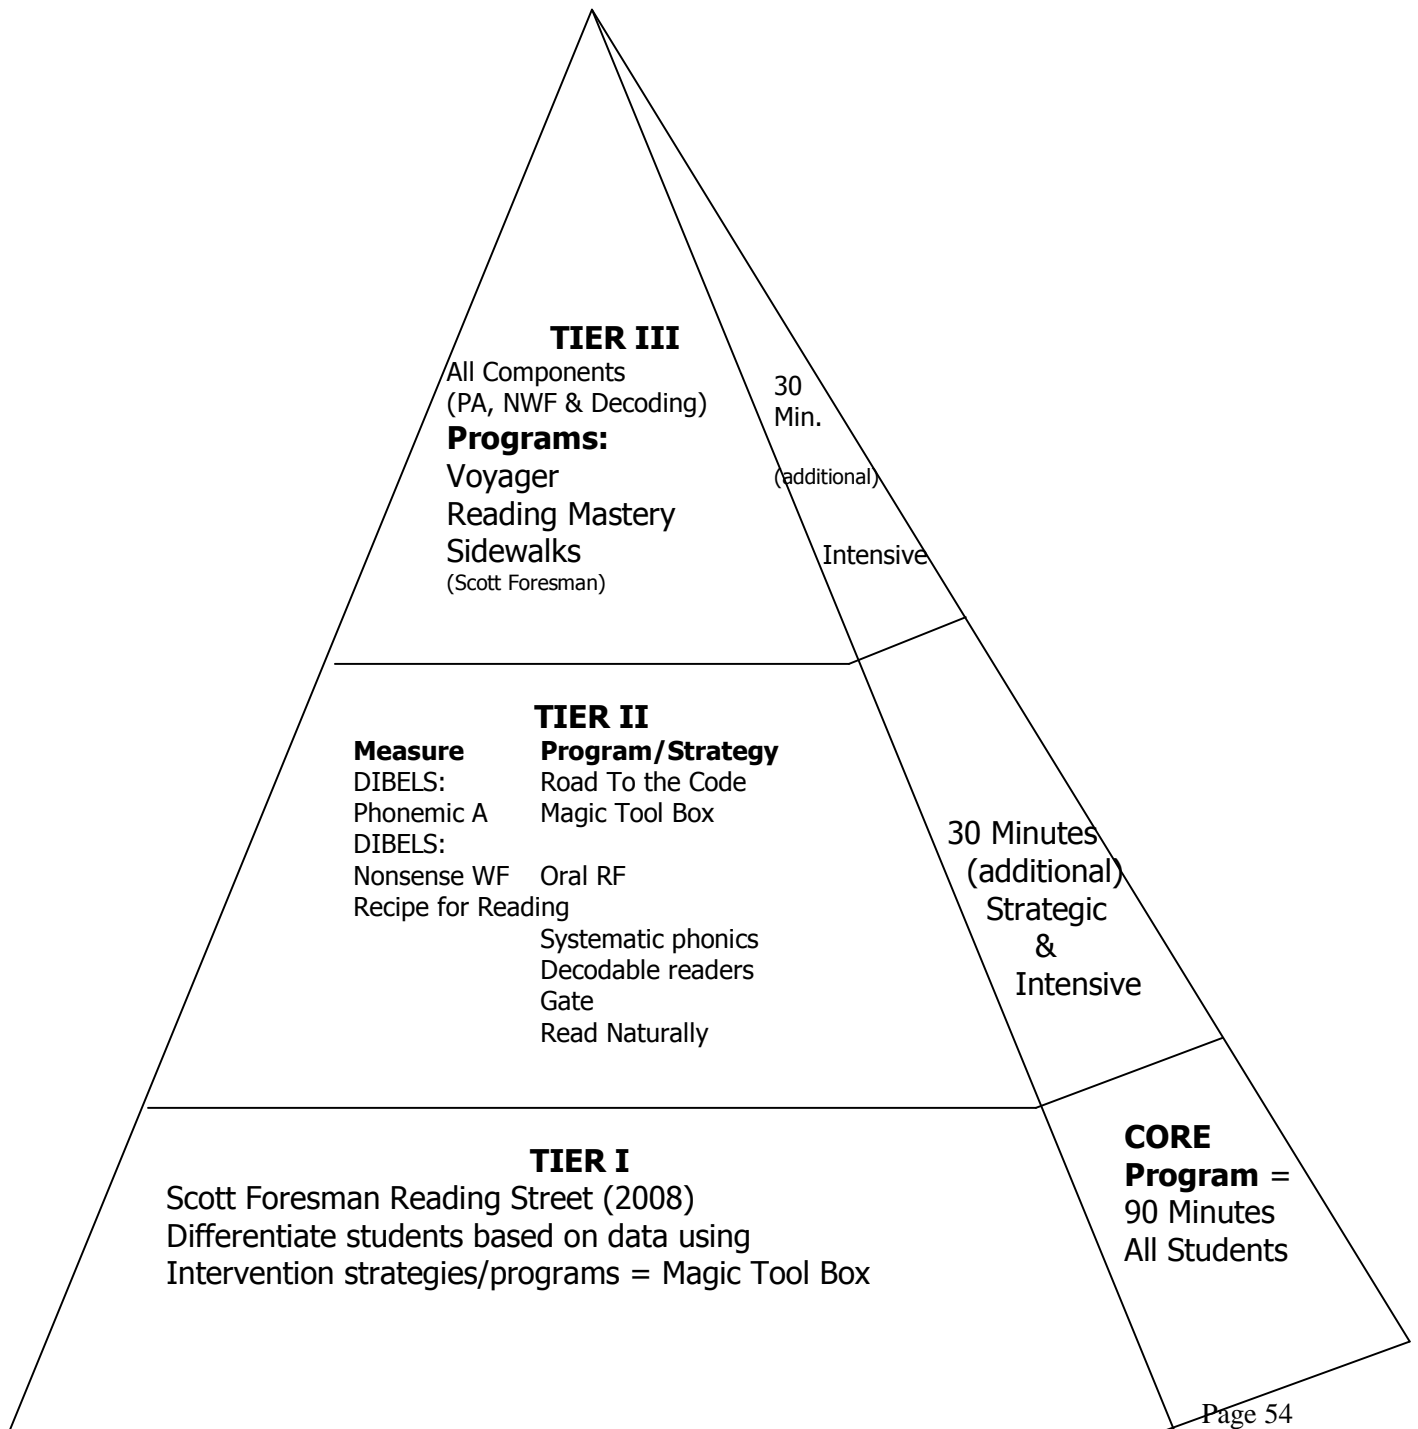 TIER III
All Components
(PA, NWF & Decoding)
Programs:
Voyager
Reading Mastery
Sidewalks
(Scott Foresman)
30
Min.
(additional)
Intensive
TIER II
Measure Program/Strategy
DIBELS: Road To the Code
Phonemic A Magic Tool Box
DIBELS:
Nonsense WF Oral RF
Recipe for Reading
Systematic phonics
Decodable readers
Gate
Read Naturally
30 Minutes
(additional)
Strategic
&
Intensive
TIER I
Scott Foresman Reading Street (2008)
Differentiate students based on data using
Intervention strategies/programs = Magic Tool Box
CORE
Program =
90 Minutes
All Students
Page 54